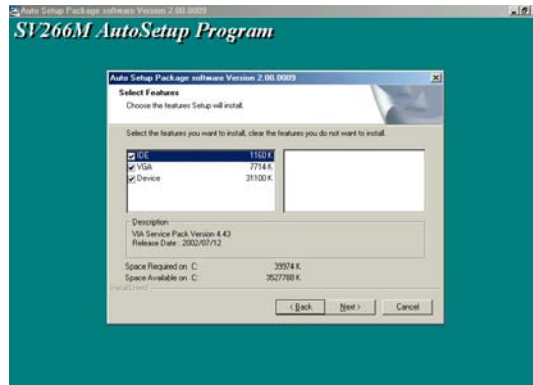 Auto Setup Package software Version 2.00.0009
SV266M AutoSetup Program
Auto Setup Package software Version 2.00.0009
Select Features
Choose the features Setup will install.
Select the features you want to install, clear the features you do not want to install.
IDE 1160 K
VGA 7714 K
Device 31100 K
Description
VIA Service Pack Version 4.43
Release Date : 2002/07/12
Space Required on C: 39974 K
Space Available on C: 3527788 K
InstallShield
< Back Next > Cancel